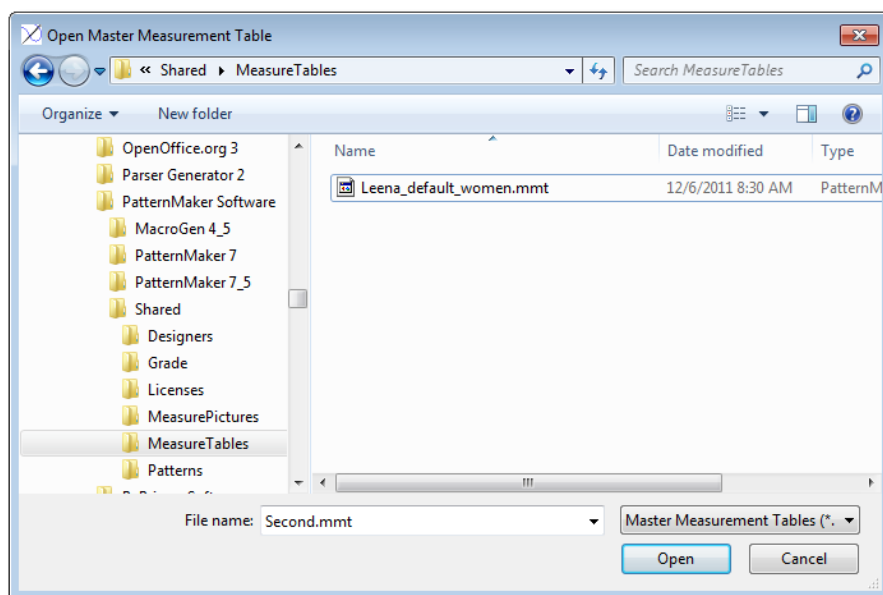 Open Master Measurement Table
« Shared MeasureTables
Search MeasureTables
Organize
New folder
OpenOffice.org 3
Parser Generator 2
PatternMaker Software
MacroGen 4_5
PatternMaker 7
PatternMaker 7_5
Shared
Designers
Grade
Licenses
MeasurePictures
MeasureTables
Patterns
Name Date modified Type
Leena_default_women.mmt 12/6/2011 8:30 AM PatternM
File name: Second.mmt Master Measurement Tables (*.
Open Cancel